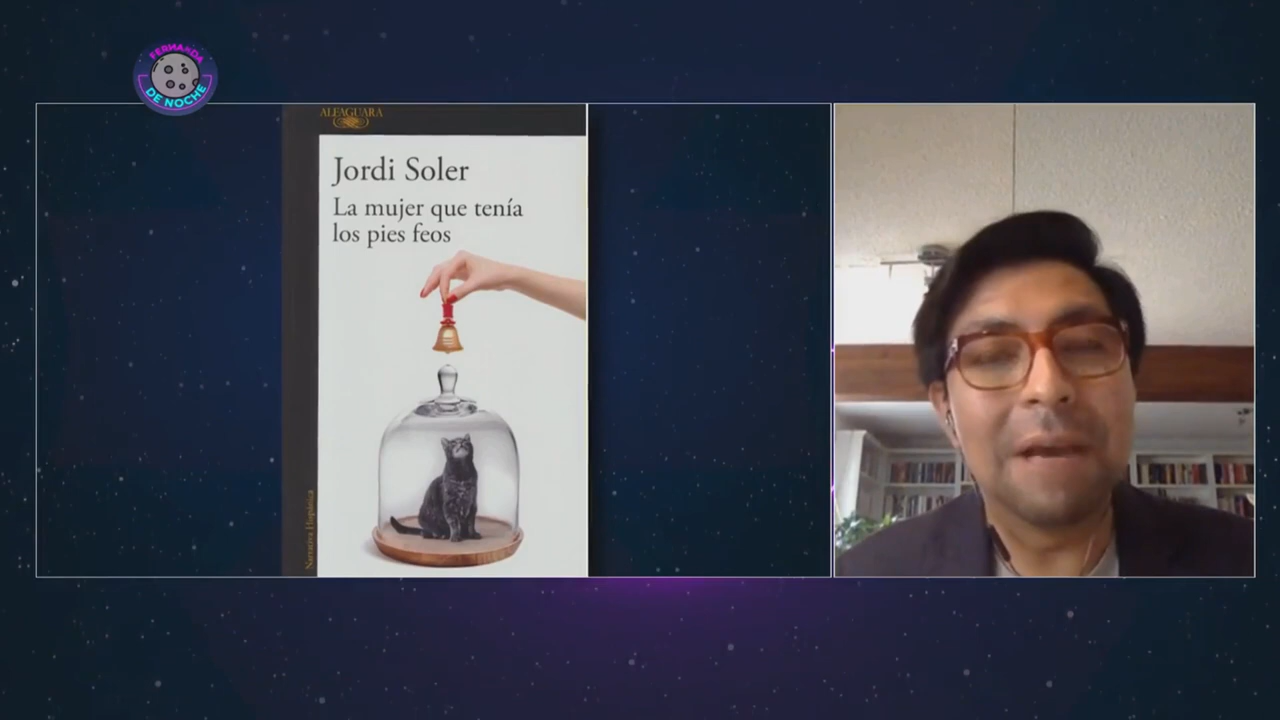 FERNANDA
DE NOCHE
ALFAGUARA
Jordi Soler
La mujer que tenía
los pies feos
Narrativa Hispánica